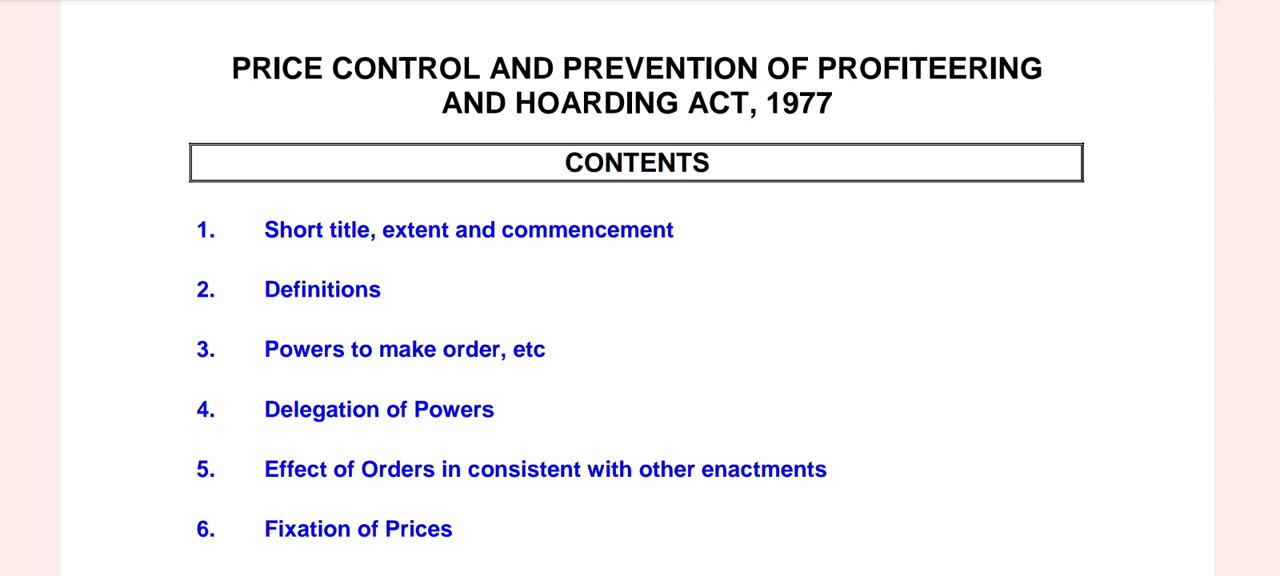 PRICE CONTROL AND PREVENTION OF PROFITEERING
AND HOARDING ACT, 1977
CONTENTS
1. Short title, extent and commencement
2. Definitions
3. Powers to make order, etc
4. Delegation of Powers
5. Effect of Orders in consistent with other enactments
6. Fixation of Prices